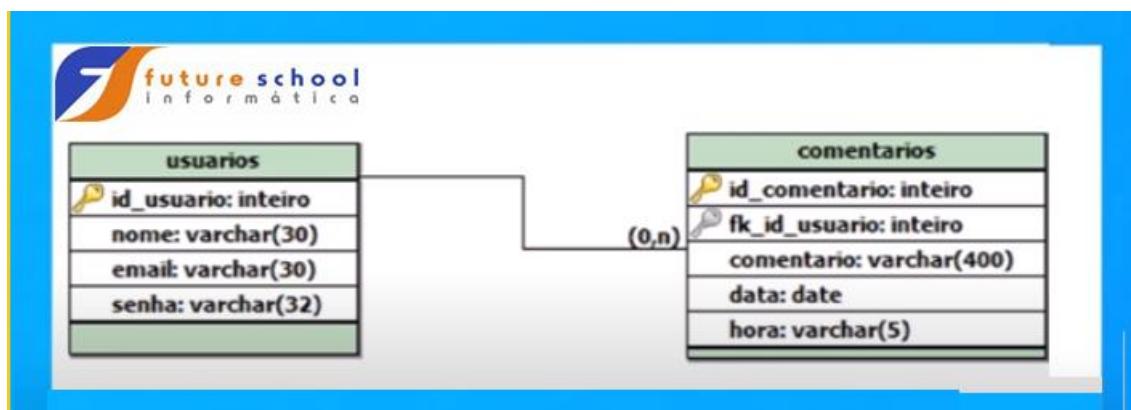 future school
informática
usuarios
id_usuario: inteiro
nome: varchar(30)
email: varchar(30)
senha: varchar(32)
(0,n)
comentarios
id_comentario: inteiro
fk_id_usuario: inteiro
comentario: varchar(400)
data: date
hora: varchar(5)